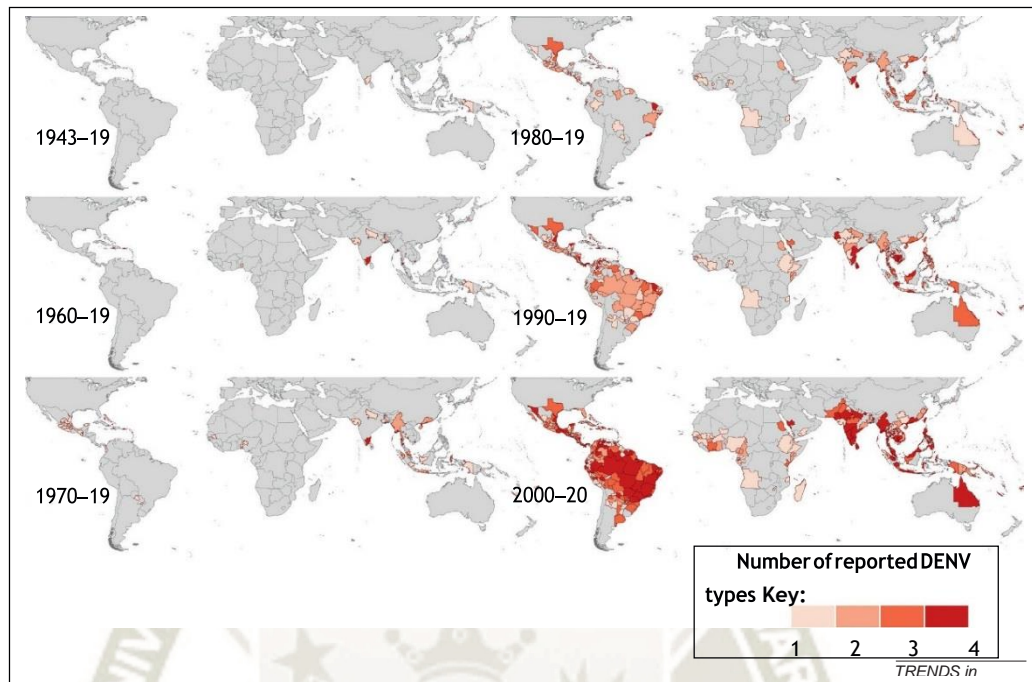 1943–19
1980–19
1960–19
1990–19
1970–19
2000–20
Number of reported DENV
types Key:
1 2 3 4
TRENDS in